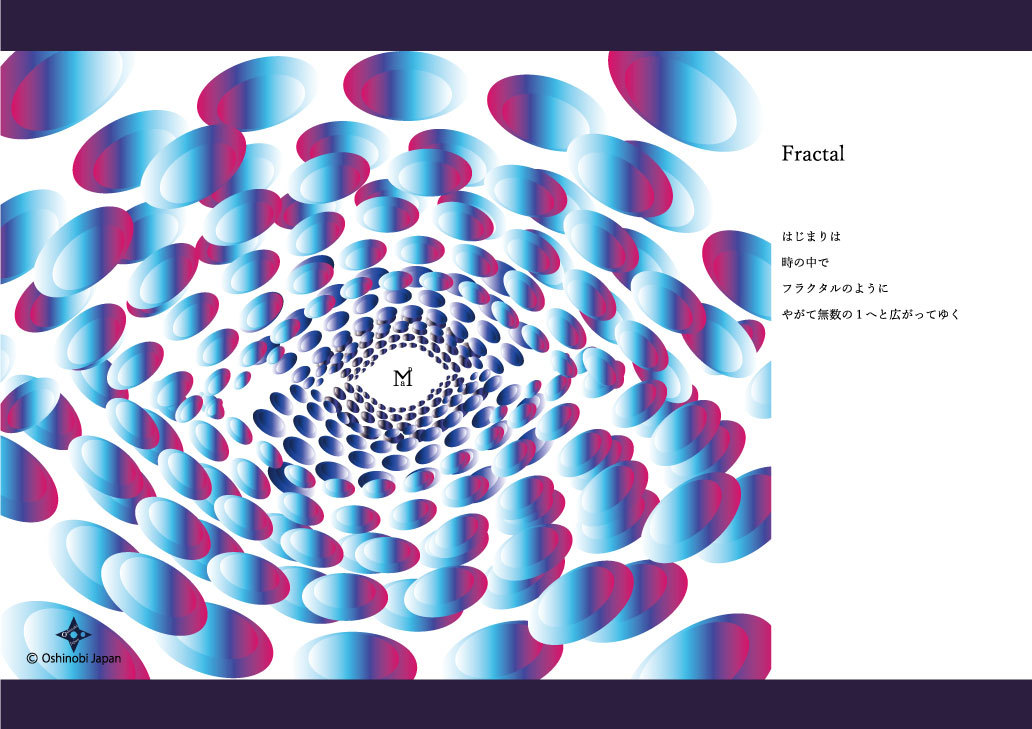 Fractal
はじまりは
時の中で
フラクタルのように
やがて無数の１へと広がってゆく
© Oshinobi Japan